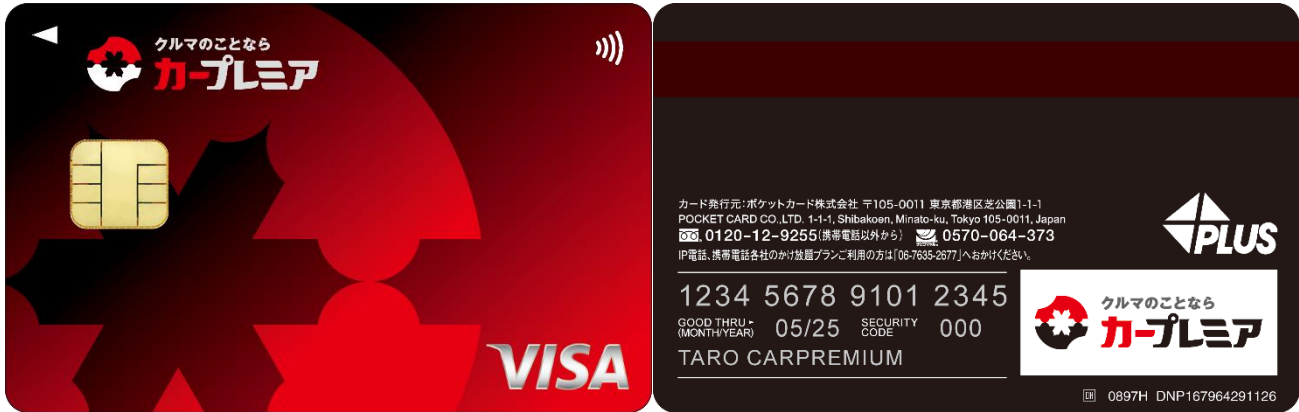 クルマのことなら
カープレミア
VISA
カード発行元：ポケットカード株式会社 〒105-0011 東京都港区芝公園1-1-1
POCKET CARD CO.,LTD. 1-1-1, Shibakoen, Minato-ku, Tokyo 105-0011, Japan
0120-12-9255(携帯電話以外から) 0570-064-373
IP電話、携帯電話各社のかけ放題プランご利用の方は「06-7635-2677」へおかけください。
PLUS
1234 5678 9101 2345
GOOD THRU▸ (MONTH/YEAR) 05/25 SECURITY CODE 000
TARO CARPREMIUM
クルマのことなら
カープレミア
DH 0897H DNP167964291126